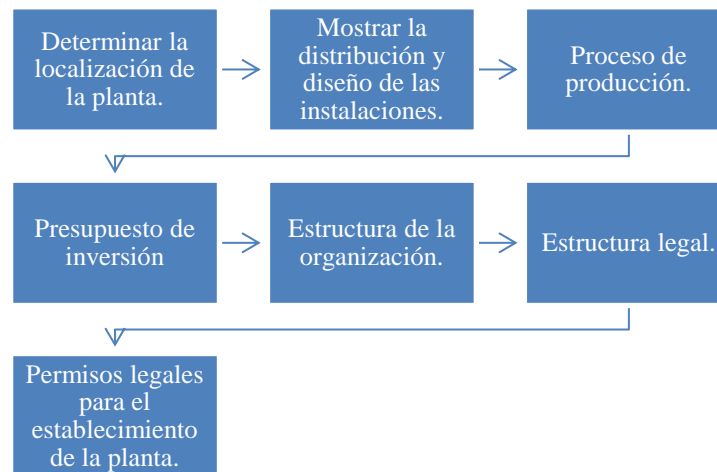 Determinar la
localización de
la planta.
Mostrar la
distribución y
diseño de las
instalaciones.
Proceso de
producción.
Presupuesto de
inversión
Estructura de la
organización.
Estructura legal.
Permisos legales
para el
establecimiento
de la planta.